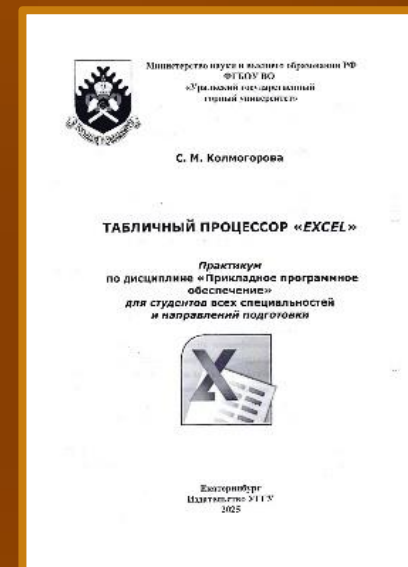 Министерство науки и высшего образования РФ
ФГБОУ ВО
«Уральский государственный
горный университет»
С. М. Колмогорова
ТАБЛИЧНЫЙ ПРОЦЕССОР «EXCEL»
Практикум
по дисциплине «Прикладное программное
обеспечение»
для студентов всех специальностей
и направлений подготовки
Екатеринбург
Издательство УГГУ
2025